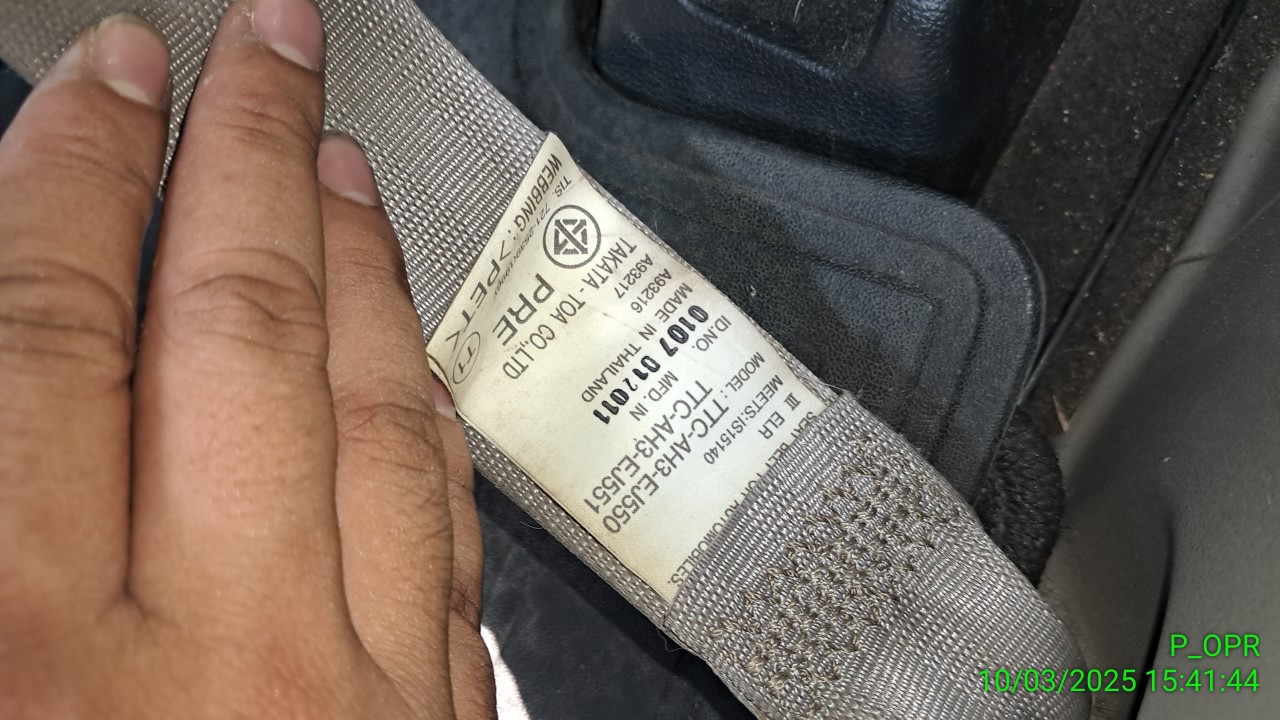 SEAT BELT FOR AUTOMOBILES.
III ELR
MEETS:IS15140
MODEL : TTC-AH3-EJ550
TTC-AH3-EJ551
ID.NO.
MFD. IN
0107 012011
MADE IN THAILAND
A93216
A93217
TAKATA - TOA CO.,LTD
PRE
TIS.
WEBBING : >PET<
T1
P_OPR
10/03/2025 15:41:44